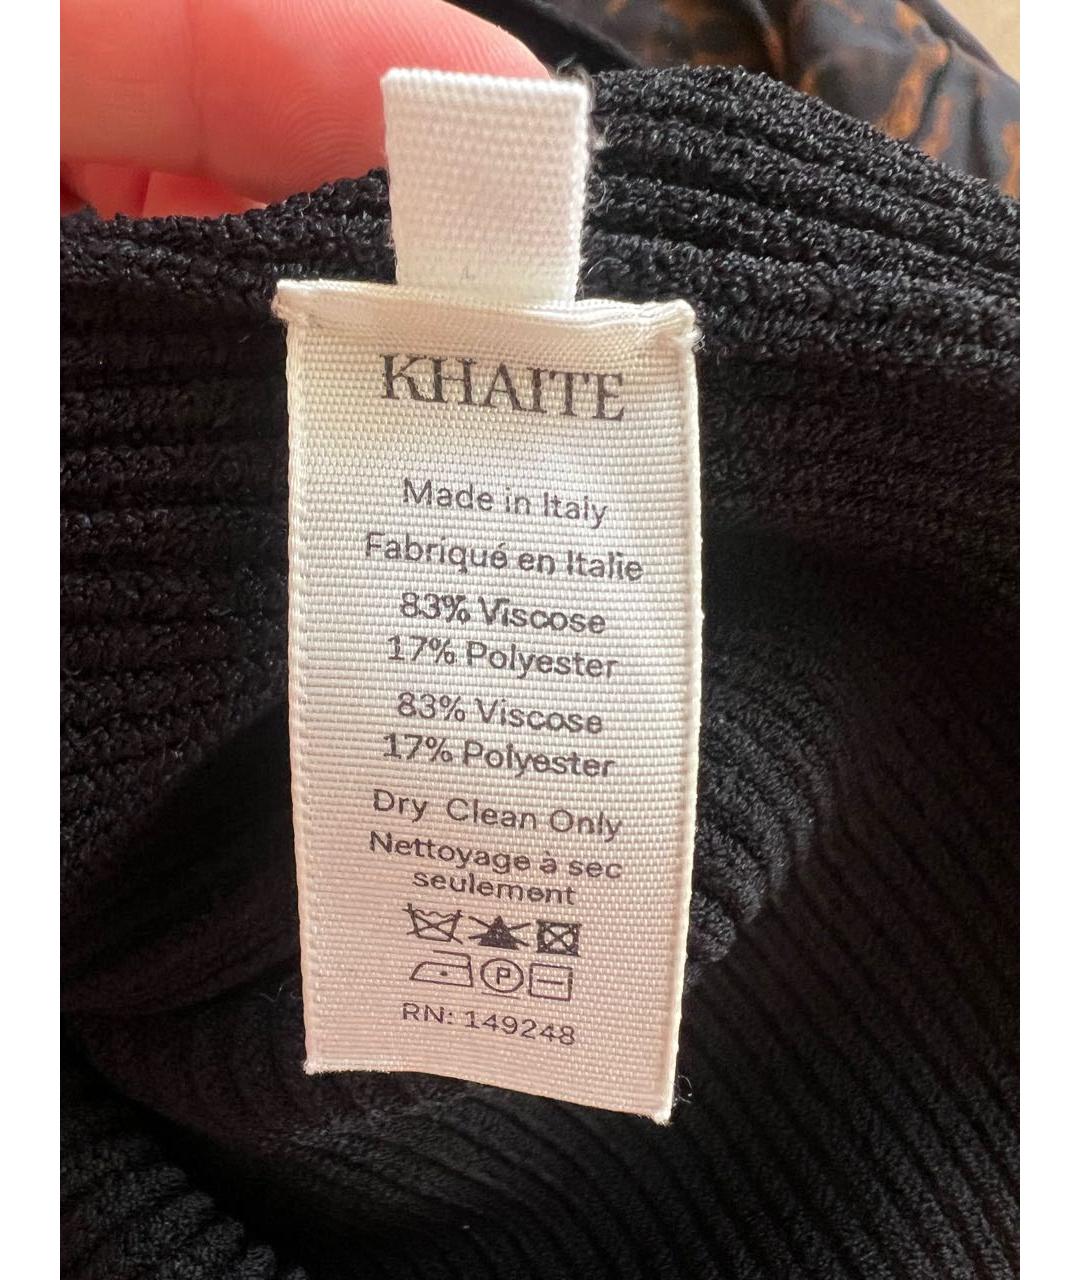 KHAITE
Made in Italy
Fabriqué en Italie
83% Viscose
17% Polyester
83% Viscose
17% Polyester
Dry Clean Only
Nettoyage à sec
seulement
P
RN: 149248